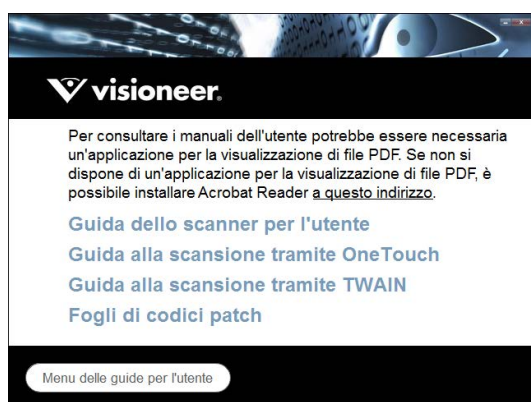 visioneer®
Per consultare i manuali dell'utente potrebbe essere necessaria
un'applicazione per la visualizzazione di file PDF. Se non si
dispone di un'applicazione per la visualizzazione di file PDF, è
possibile installare Acrobat Reader a questo indirizzo.
Guida dello scanner per l'utente
Guida alla scansione tramite OneTouch
Guida alla scansione tramite TWAIN
Fogli di codici patch
Menu delle guide per l'utente